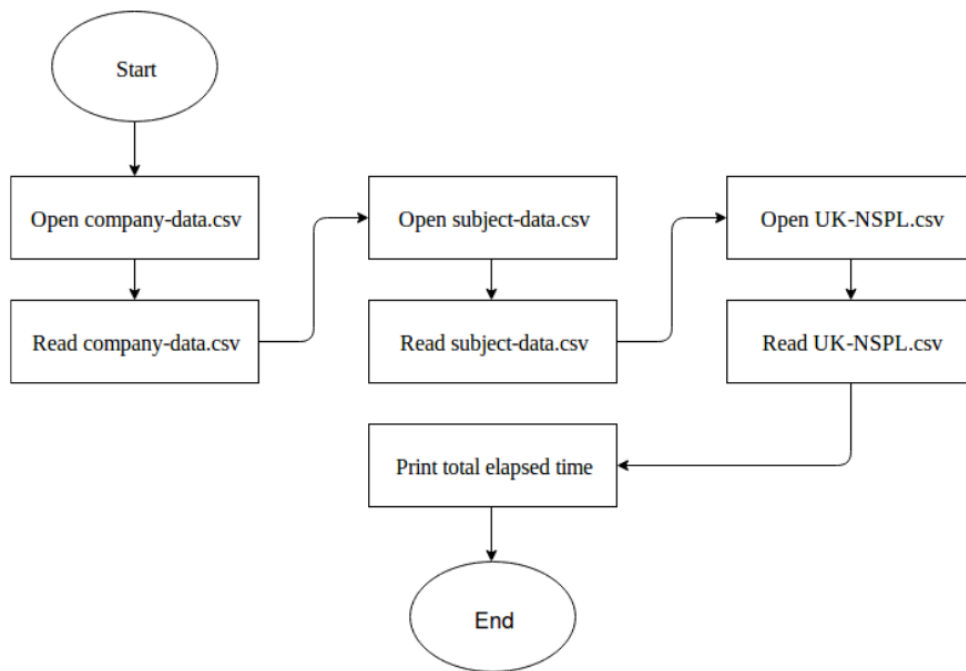 Start
Open company-data.csv
Read company-data.csv
Open subject-data.csv
Read subject-data.csv
Open UK-NSPL.csv
Read UK-NSPL.csv
Print total elapsed time
End